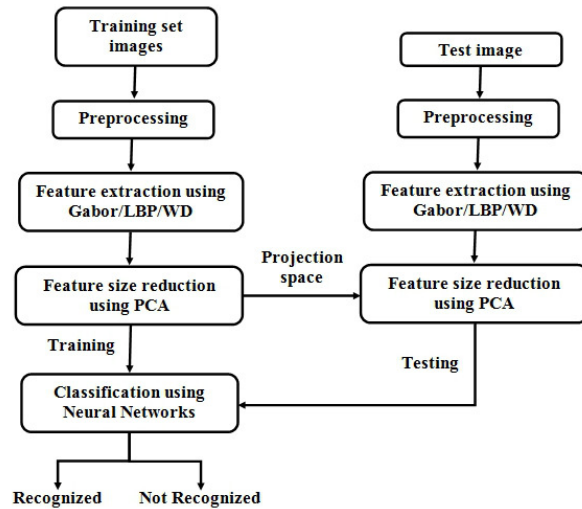 Training set
images
Test image
Preprocessing
Preprocessing
Feature extraction using
Gabor/LBP/WD
Feature extraction using
Gabor/LBP/WD
Projection
space
Feature size reduction
using PCA
Feature size reduction
using PCA
Training
Testing
Classification using
Neural Networks
Recognized
Not Recognized